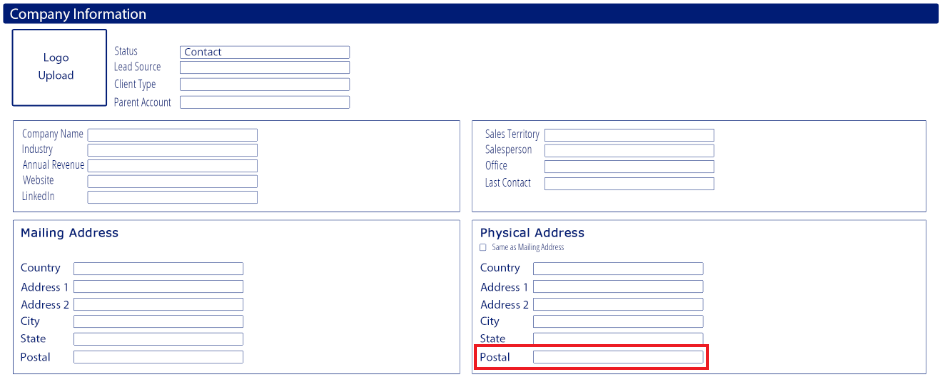 Company Information
Logo
Upload
Status
Contact
Lead Source
Client Type
Parent Account
Company Name
Industry
Annual Revenue
Website
LinkedIn
Sales Territory
Salesperson
Office
Last Contact
Mailing Address
Country
Address 1
Address 2
City
State
Postal
Physical Address
Same as Mailing Address
Country
Address 1
Address 2
City
State
Postal